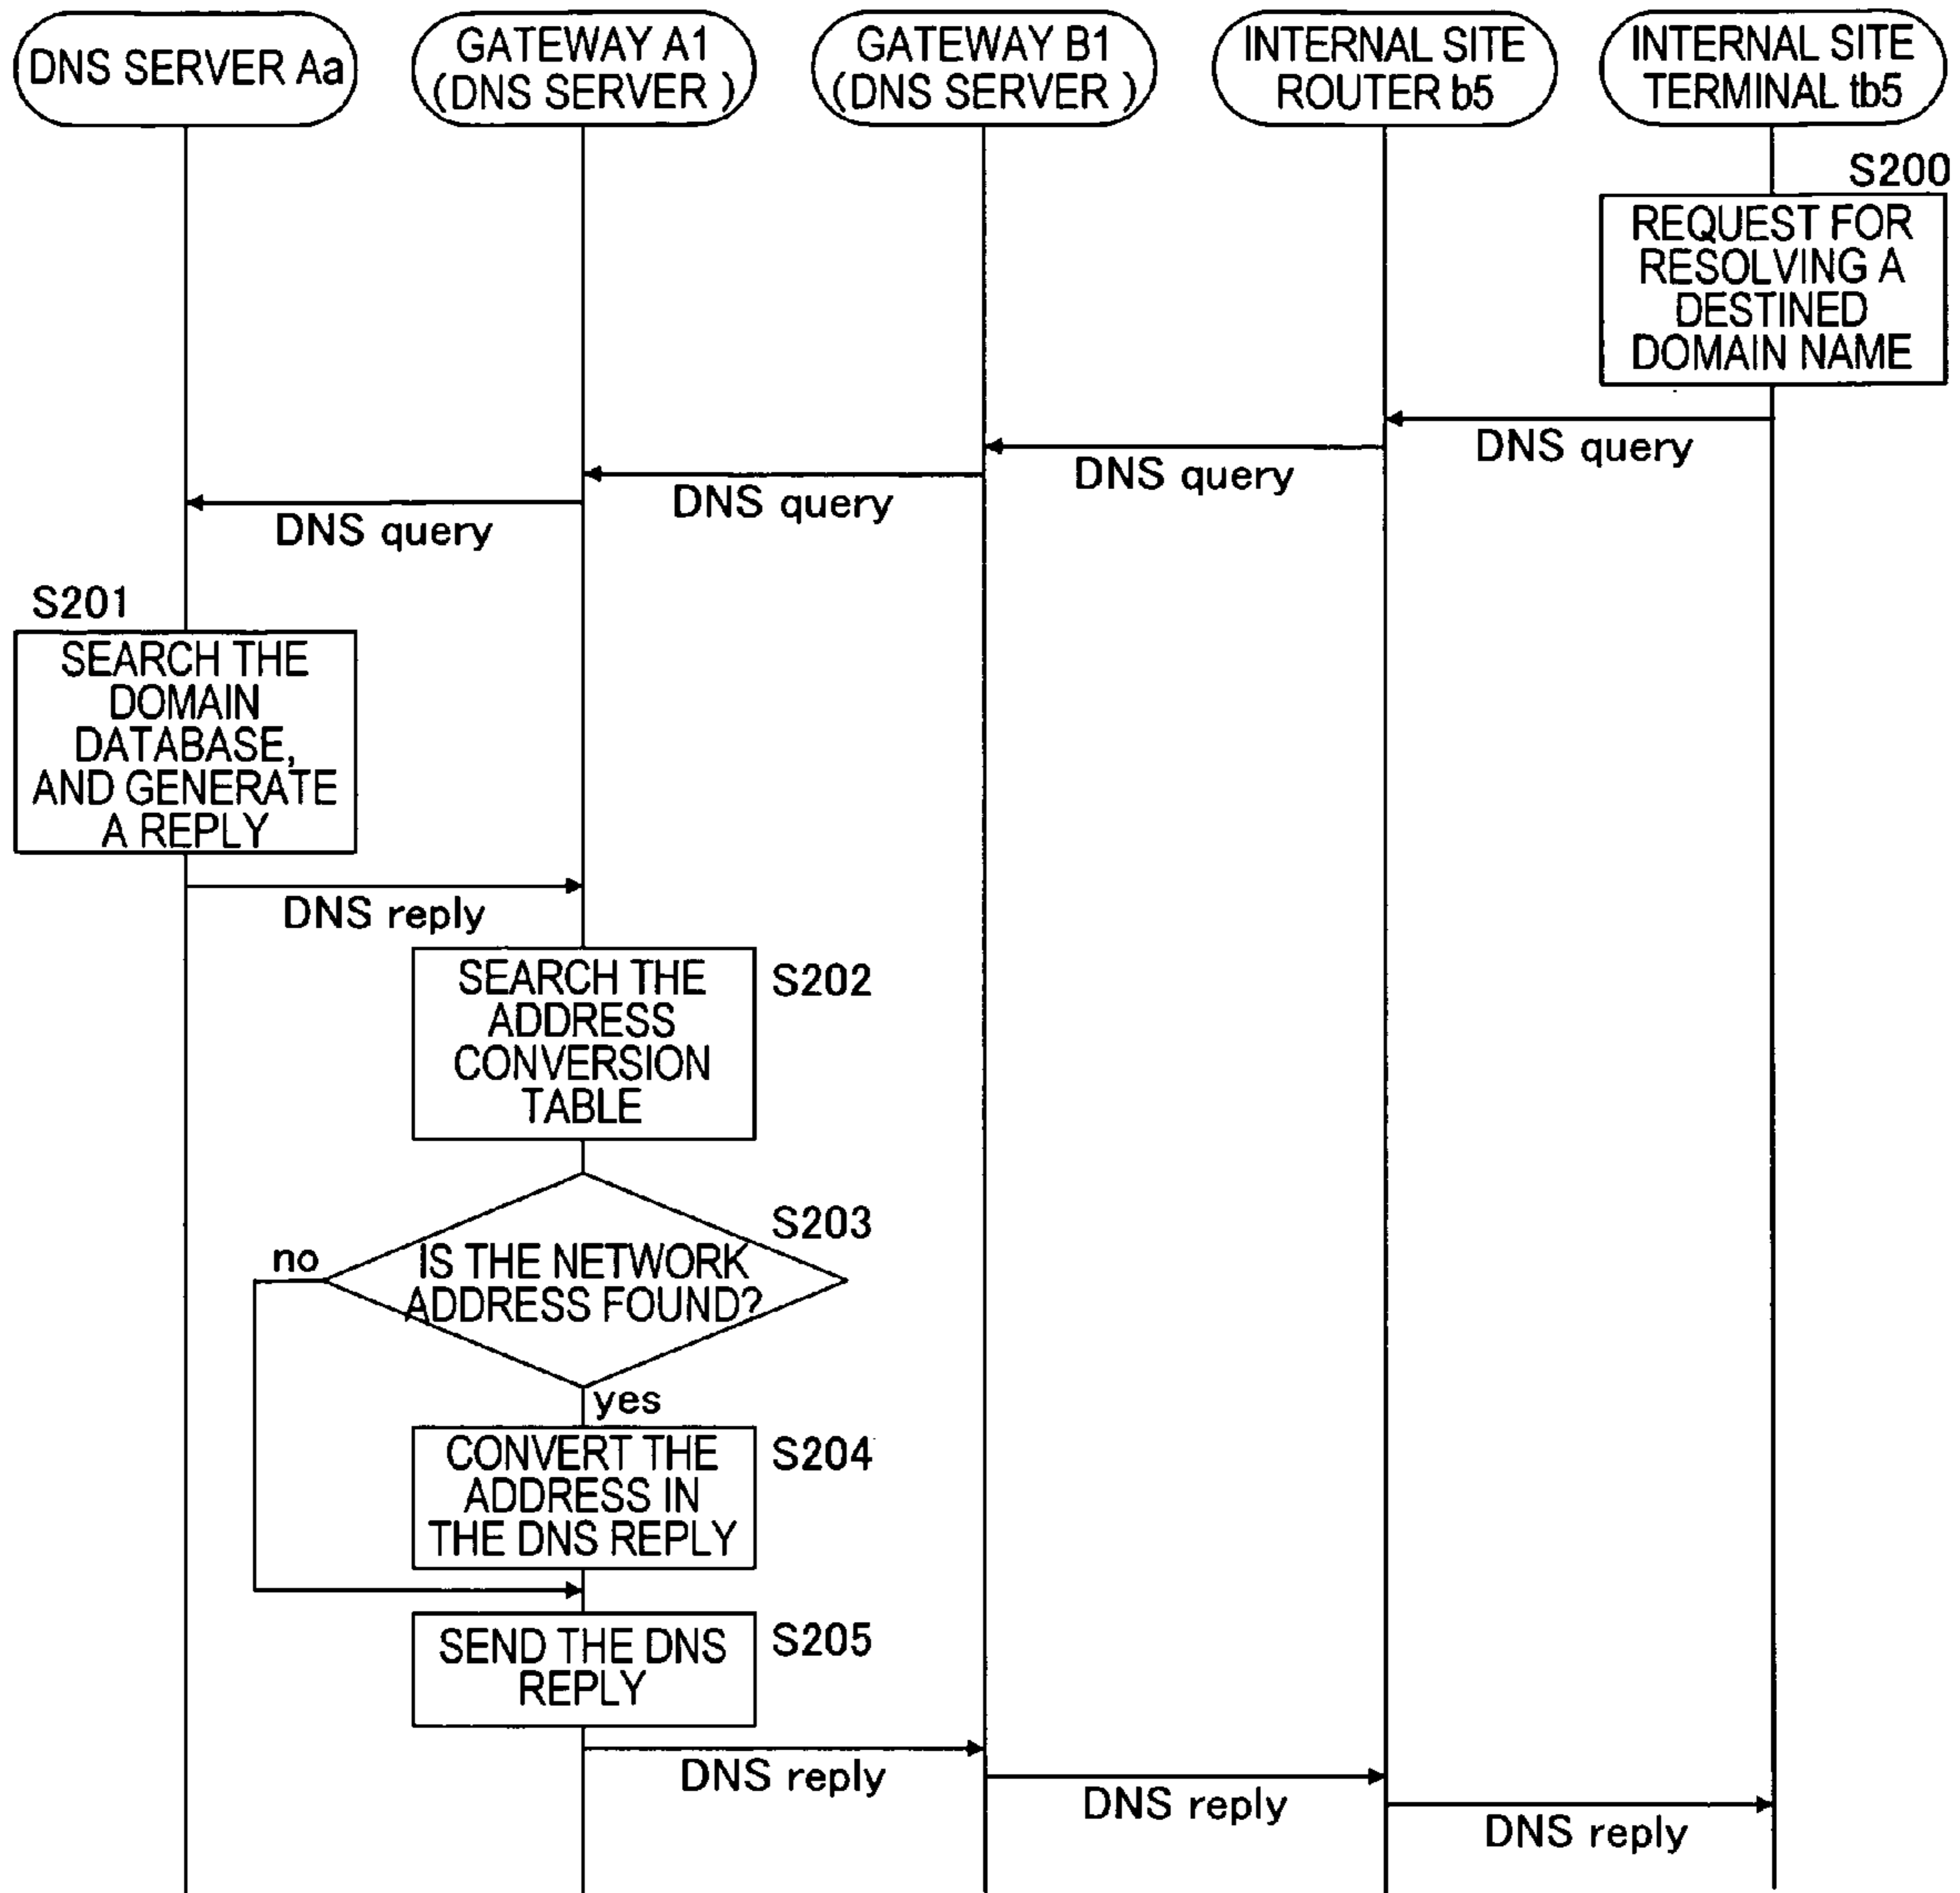 DNS SERVER Aa
GATEWAY A1
(DNS SERVER )
GATEWAY B1
(DNS SERVER )
INTERNAL SITE
ROUTER b5
INTERNAL SITE
TERMINAL tb5
S200
REQUEST FOR
RESOLVING A
DESTINED
DOMAIN NAME
DNS query
DNS query
DNS query
DNS query
S201
SEARCH THE
DOMAIN
DATABASE,
AND GENERATE
A REPLY
DNS reply
SEARCH THE
ADDRESS
CONVERSION
TABLE
S202
S203
no
IS THE NETWORK
ADDRESS FOUND?
yes
CONVERT THE
ADDRESS IN
THE DNS REPLY
S204
SEND THE DNS
REPLY
S205
DNS reply
DNS reply
DNS reply